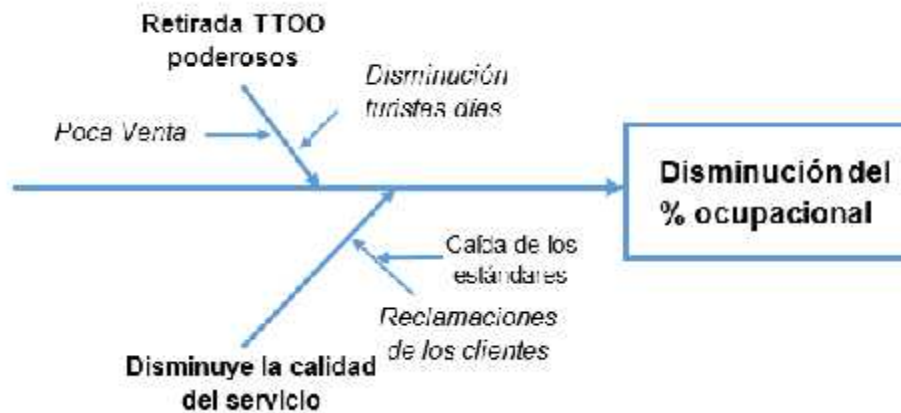 Retirada TTOO
poderosos
Disminución
turistas días
Poca Venta
Disminución del
% ocupacional
Caída de los
estándares
Reclamaciones
de los clientes
Disminuye la calidad
del servicio